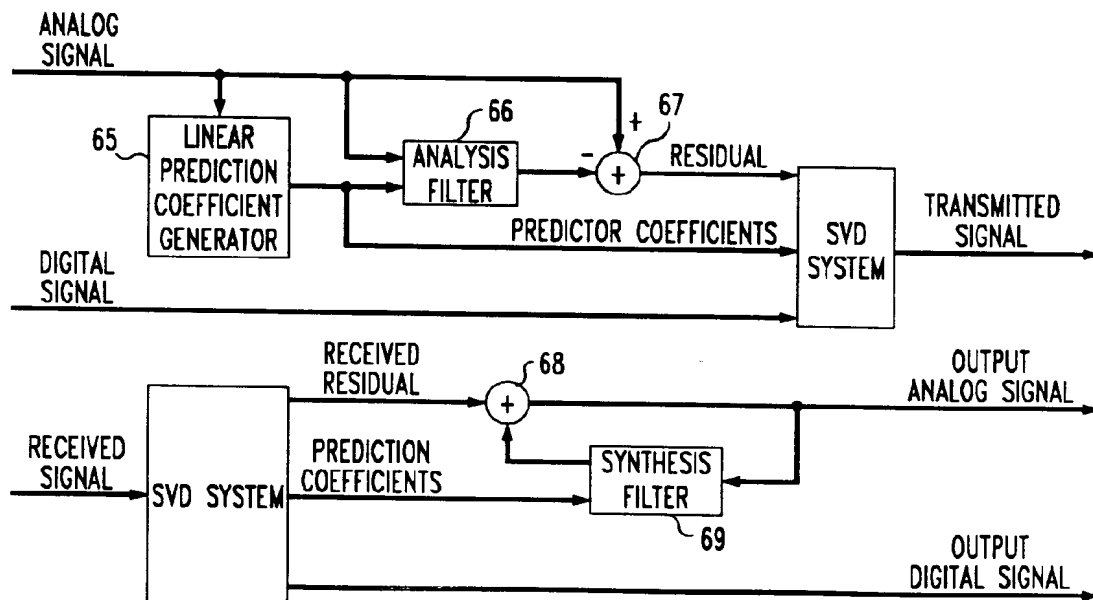 ANALOG
SIGNAL
65
LINEAR
PREDICTION
COEFFICIENT
GENERATOR
66
ANALYSIS
FILTER
-
+
67
+
RESIDUAL
PREDICTOR COEFFICIENTS
SVD
SYSTEM
TRANSMITTED
SIGNAL
DIGITAL
SIGNAL
RECEIVED
SIGNAL
SVD SYSTEM
RECEIVED
RESIDUAL
68
+
PREDICTION
COEFFICIENTS
SYNTHESIS
FILTER
69
OUTPUT
ANALOG SIGNAL
OUTPUT
DIGITAL SIGNAL